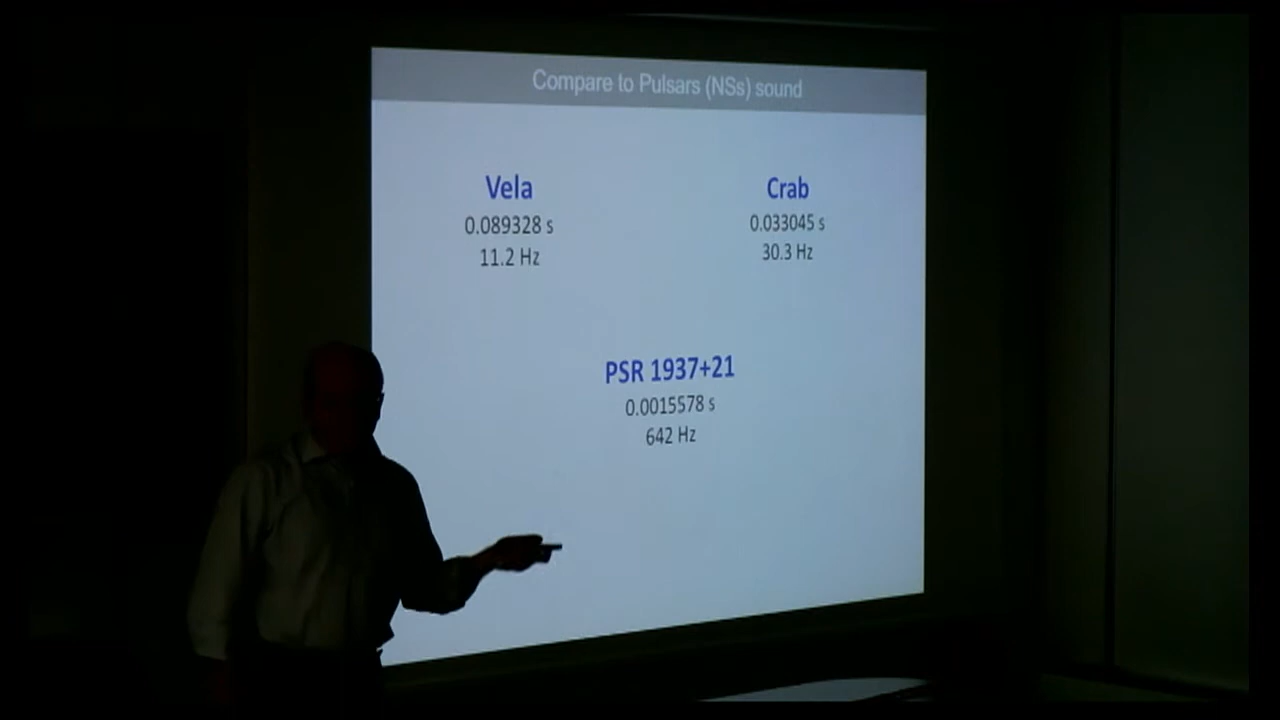 Compare to Pulsars (NSs) sound
Vela
0.089328 s
11.2 Hz
Crab
0.033045 s
30.3 Hz
PSR 1937+21
0.0015578 s
642 Hz